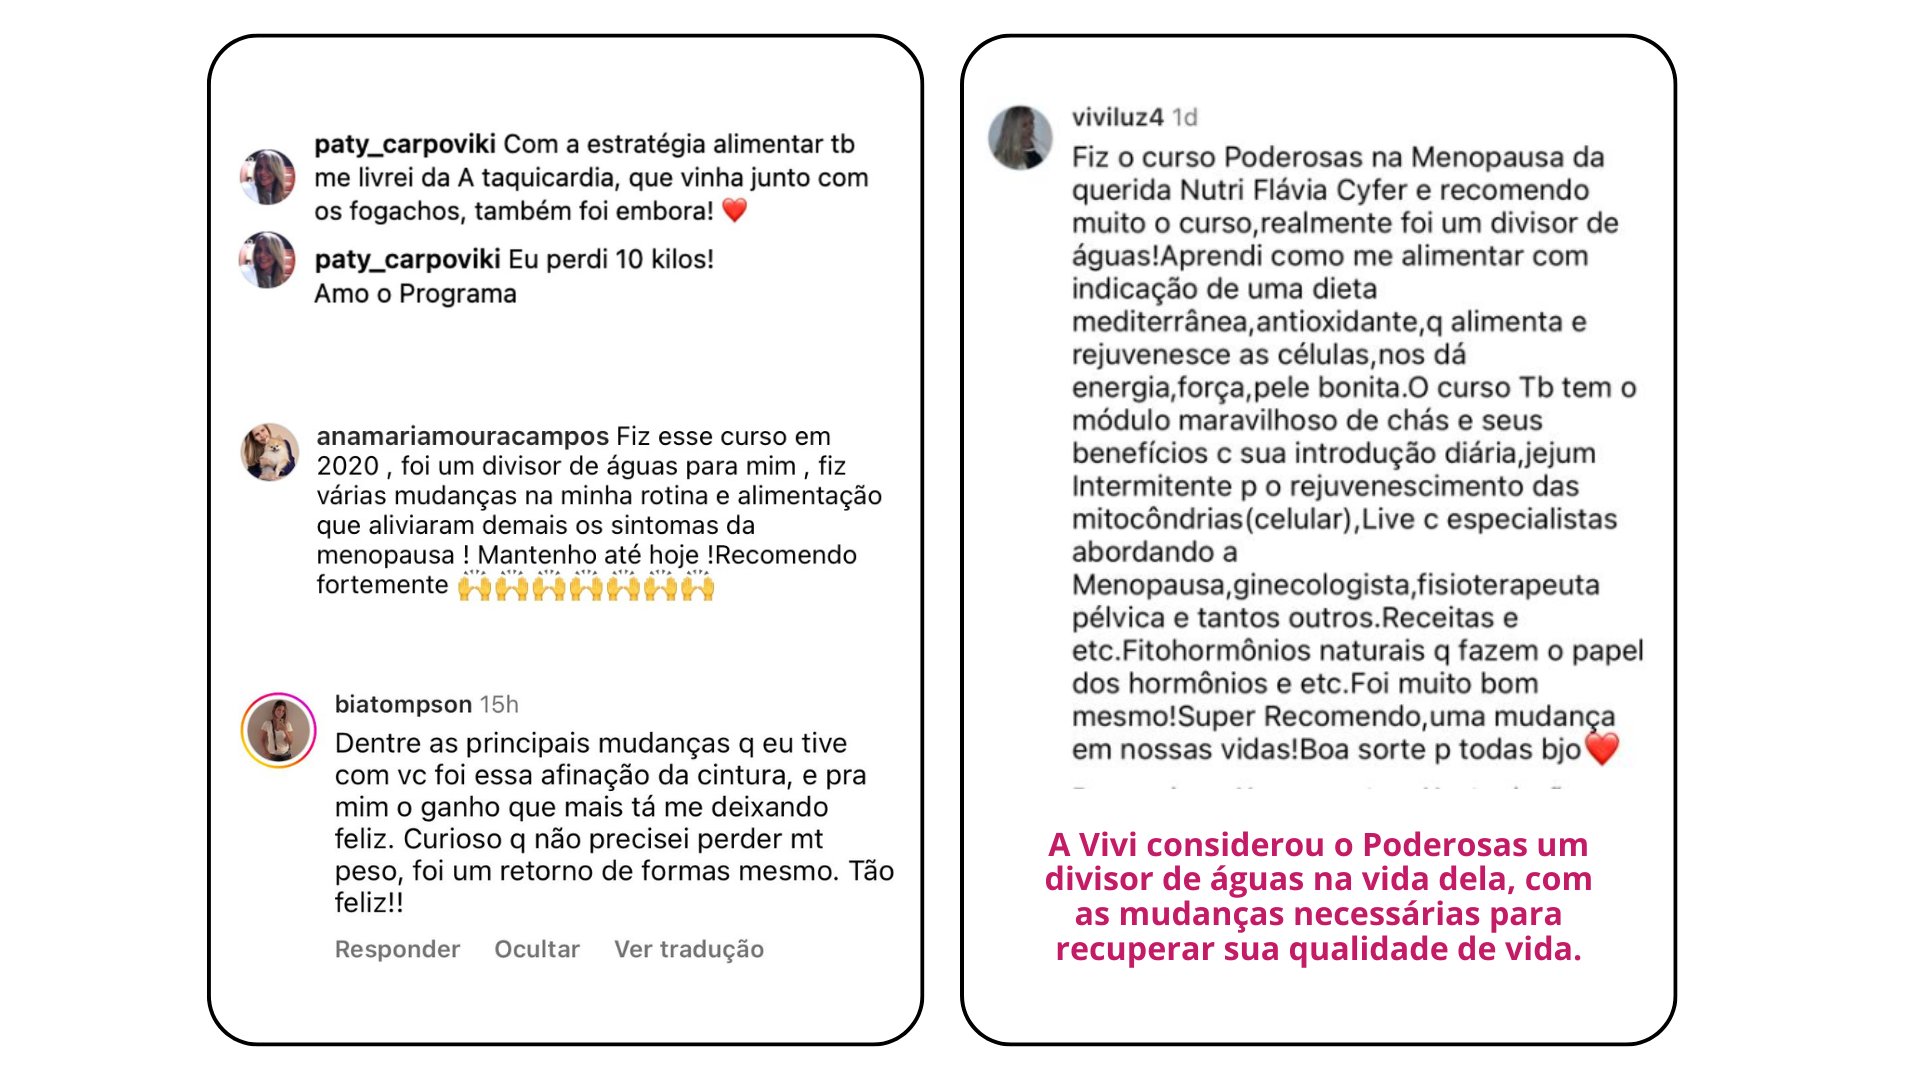 paty_carpoviki Com a estratégia alimentar tb
me livrei da A taquicardia, que vinha junto com
os fogachos, também foi embora! ❤️
paty_carpoviki Eu perdi 10 kilos!
Amo o Programa
anamariamouracampos Fiz esse curso em
2020 , foi um divisor de águas para mim , fiz
várias mudanças na minha rotina e alimentação
que aliviaram demais os sintomas da
menopausa ! Mantenho até hoje !Recomendo
fortemente 🙌🙌🙌🙌🙌🙌🙌
biatompson 15h
Dentre as principais mudanças q eu tive
com vc foi essa afinação da cintura, e pra
mim o ganho que mais tá me deixando
feliz. Curioso q não precisei perder mt
peso, foi um retorno de formas mesmo. Tão
feliz!!
Responder Ocultar Ver tradução
viviluz4 1d
Fiz o curso Poderosas na Menopausa da
querida Nutri Flávia Cyfer e recomendo
muito o curso,realmente foi um divisor de
águas!Aprendi como me alimentar com
indicação de uma dieta
mediterrânea,antioxidante,q alimenta e
rejuvenesce as células,nos dá
energia,força,pele bonita.O curso Tb tem o
módulo maravilhoso de chás e seus
benefícios c sua introdução diária,jejum
Intermitente p o rejuvenescimento das
mitocôndrias(celular),Live c especialistas
abordando a
Menopausa,ginecologista,fisioterapeuta
pélvica e tantos outros.Receitas e
etc.Fitohormônios naturais q fazem o papel
dos hormônios e etc.Foi muito bom
mesmo!Super Recomendo,uma mudança
em nossas vidas!Boa sorte p todas bjo❤️
A Vivi considerou o Poderosas um
divisor de águas na vida dela, com
as mudanças necessárias para
recuperar sua qualidade de vida.